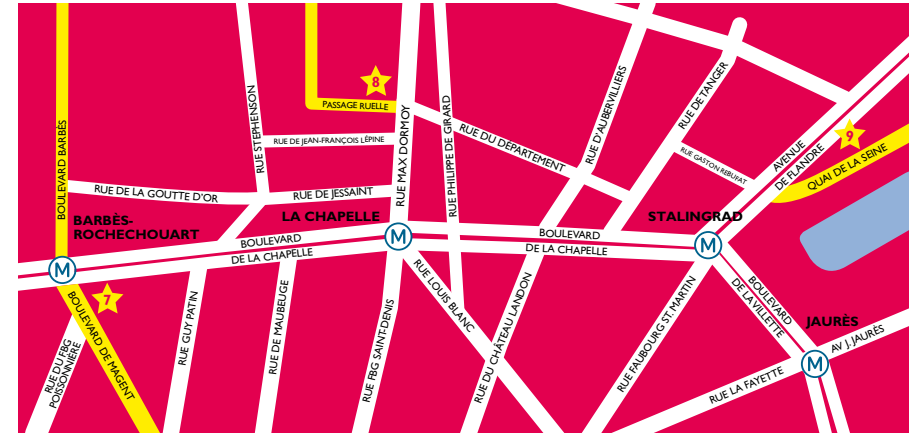 8
PASSAGE RUELLE
BOULEVARD BARBÈS
RUE STEPHENSON
RUE DE JEAN-FRANÇOIS LÉPINE
RUE MAX DORMOY
RUE PHILIPPE DE GIRARD
RUE DU DÉPARTEMENT
RUE D'AUBERVILLIERS
RUE DE TANGER
RUE GASTON REBUFAT
AVENUE
DE FLANDRE
9
QUAI DE LA SEINE
RUE DE LA GOUTTE D'OR
RUE DE JESSAINT
BARBÈS-
ROCHECHOUART
LA CHAPELLE
STALINGRAD
BOULEVARD
DE LA CHAPELLE
BOULEVARD
DE LA CHAPELLE
M
M
M
7
BOULEVARD DE MAGENT
RUE DU FBG
POISSONNIÈRE
RUE GUY PATIN
RUE DE MAUBEUGE
RUE FBG SAINT-DENIS
RUE LOUIS BLANC
RUE DU CHÂTEAU LANDON
RUE FAUBOURG ST. MARTIN
BOULEVARD
DE LA VILLETTE
JAURÈS
M
AV J. JAURÈS
RUE LA FAYETTE